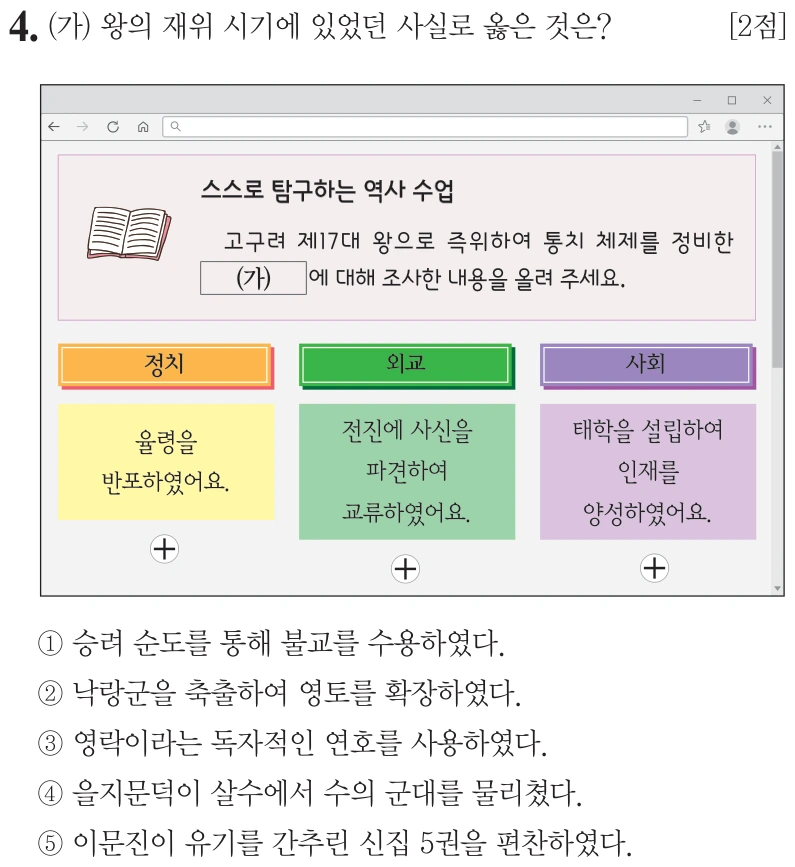 4. (가) 왕의 재위 시기에 있었던 사실로 옳은 것은? [2점]
스스로 탐구하는 역사 수업
고구려 제17대 왕으로 즉위하여 통치 체제를 정비한
(가) 에 대해 조사한 내용을 올려 주세요.
정치
율령을
반포하였어요.
외교
전진에 사신을
파견하여
교류하였어요.
사회
태학을 설립하여
인재를
양성하였어요.
① 승려 순도를 통해 불교를 수용하였다.
② 낙랑군을 축출하여 영토를 확장하였다.
③ 영락이라는 독자적인 연호를 사용하였다.
④ 을지문덕이 살수에서 수의 군대를 물리쳤다.
⑤ 이문진이 유기를 간추린 신집 5권을 편찬하였다.